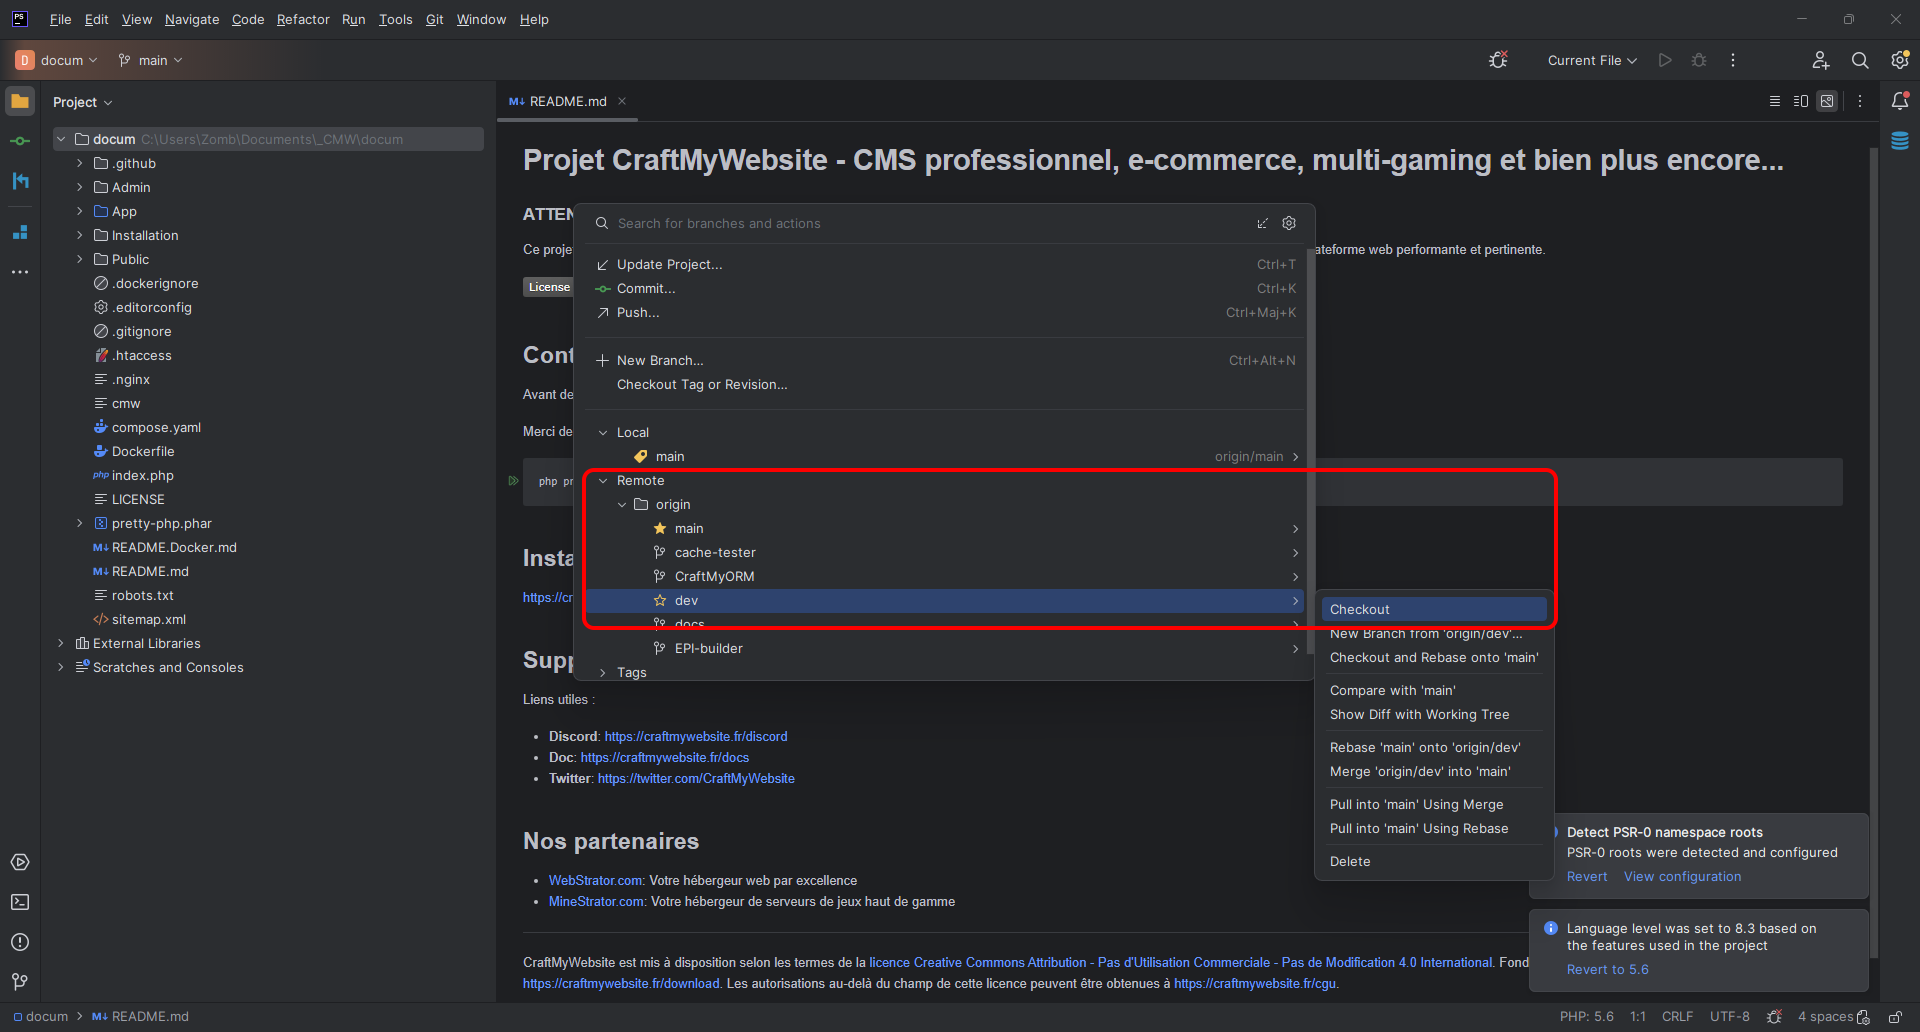 PS
File Edit View Navigate Code Refactor Run Tools Git Window Help
D docum main Current File
Project
README.md
docum C:\Users\Zomb\Documents\_CMW\docum
.github
Admin
App
Installation
Public
.dockerignore
.editorconfig
.gitignore
.htaccess
.nginx
cmw
compose.yaml
Dockerfile
php index.php
LICENSE
pretty-php.phar
M↓ README.Docker.md
M↓ README.md
robots.txt
sitemap.xml
External Libraries
Scratches and Consoles
Projet CraftMyWebsite - CMS professionnel, e-commerce, multi-gaming et bien plus encore...
ATTEN
Ce proje
ateforme web performante et pertinente.
License
Cont
Avant de
Merci de
php pr
Insta
https://cr
Supp
Liens utiles :
Discord: https://craftmywebsite.fr/discord
Doc: https://craftmywebsite.fr/docs
Twitter: https://twitter.com/CraftMyWebsite
Nos partenaires
WebStrator.com: Votre hébergeur web par excellence
MineStrator.com: Votre hébergeur de serveurs de jeux haut de gamme
CraftMyWebsite est mis à disposition selon les termes de la licence Creative Commons Attribution - Pas d'Utilisation Commerciale - Pas de Modification 4.0 International. Fond
https://craftmywebsite.fr/download. Les autorisations au-delà du champ de cette licence peuvent être obtenues à https://craftmywebsite.fr/cgu.
Search for branches and actions
Update Project... Ctrl+T
Commit... Ctrl+K
Push... Ctrl+Maj+K
New Branch... Ctrl+Alt+N
Checkout Tag or Revision...
Local
main origin/main
Remote
origin
main
cache-tester
CraftMyORM
dev
docs
EPI-builder
Tags
Checkout
New Branch from 'origin/dev'...
Checkout and Rebase onto 'main'
Compare with 'main'
Show Diff with Working Tree
Rebase 'main' onto 'origin/dev'
Merge 'origin/dev' into 'main'
Pull into 'main' Using Merge
Pull into 'main' Using Rebase
Delete
Detect PSR-0 namespace roots
PSR-0 roots were detected and configured
Revert View configuration
Language level was set to 8.3 based on
the features used in the project
Revert to 5.6
docum > M↓ README.md PHP: 5.6 1:1 CRLF UTF-8 4 spaces